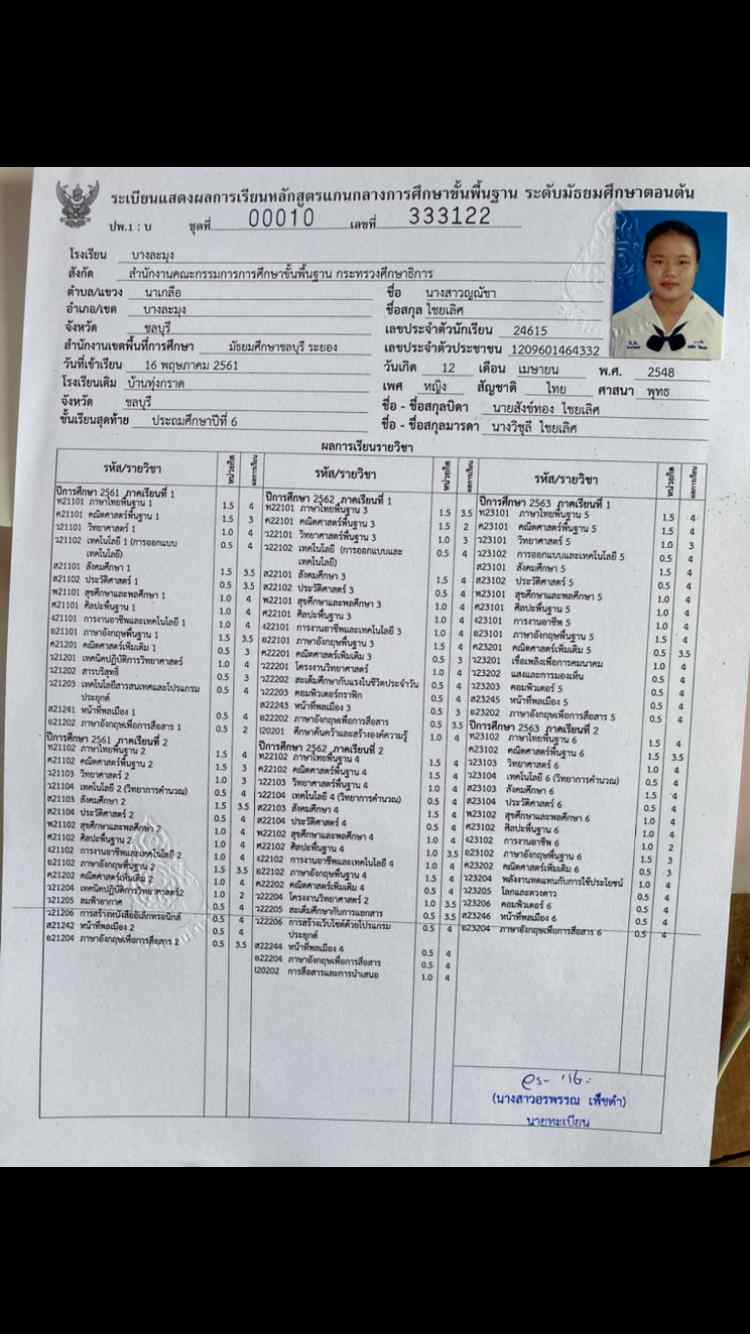 ระเบียนแสดงผลการเรียนหลักสูตรแกนกลางการศึกษาขั้นพื้นฐาน ระดับมัธยมศึกษาตอนต้น
ปพ.1 : บ ชุดที่ 00010 เลขที่ 333122
โรงเรียน บางละมุง
สังกัด สำนักงานคณะกรรมการการศึกษาขั้นพื้นฐาน กระทรวงศึกษาธิการ
ตำบล/แขวง นาเกลือ
อำเภอ/เขต บางละมุง
จังหวัด ชลบุรี
สำนักงานเขตพื้นที่การศึกษา มัธยมศึกษาชลบุรี ระยอง
วันที่เข้าเรียน 16 พฤษภาคม 2561
โรงเรียนเดิม บ้านทุ่งกราด
จังหวัด ชลบุรี
ชั้นเรียนสุดท้าย ประถมศึกษาปีที่ 6
ชื่อ นางสาวญณัชา
ชื่อสกุล ไชยเลิศ
เลขประจำตัวนักเรียน 24615
เลขประจำตัวประชาชน 1209601464332
วันเกิด 12 เดือน เมษายน พ.ศ. 2548
เพศ หญิง สัญชาติ ไทย ศาสนา พุทธ
ชื่อ - ชื่อสกุลบิดา นายสังข์ทอง ไชยเลิศ
ชื่อ - ชื่อสกุลมารดา นางวิชุลี ไชยเลิศ
ผลการเรียนรายวิชา
รหัส/รายวิชา หน่วยกิต ผลการเรียน
ปีการศึกษา 2561 ภาคเรียนที่ 1
ท21101 ภาษาไทยพื้นฐาน 1 1.5 4
ค21101 คณิตศาสตร์พื้นฐาน 1 1.5 3
ว21101 วิทยาศาสตร์ 1 1.0 4
ว21102 เทคโนโลยี 1 (การออกแบบ 0.5 4
เทคโนโลยี)
ส21101 สังคมศึกษา 1 1.5 3.5
ส21102 ประวัติศาสตร์ 1 0.5 3.5
พ21101 สุขศึกษาและพลศึกษา 1 1.0 4
ศ21101 ศิลปะพื้นฐาน 1 1.0 4
ง21101 การงานอาชีพและเทคโนโลยี 1 1.0 4
อ21101 ภาษาอังกฤษพื้นฐาน 1 1.5 3.5
ค21201 คณิตศาสตร์เพิ่มเติม 1 0.5 3
ว21201 เทคนิคปฏิบัติการวิทยาศาสตร์ 1.0 4
ว21202 สารบริสุทธิ์ 0.5 3
ว21203 เทคโนโลยีสารสนเทศและโปรแกรม 0.5 4
ประยุกต์
ส21241 หน้าที่พลเมือง 1 0.5 4
อ21202 ภาษาอังกฤษเพื่อการสื่อสาร 1 0.5 2
ปีการศึกษา 2561 ภาคเรียนที่ 2
ท21102 ภาษาไทยพื้นฐาน 2 1.5 4
ค21102 คณิตศาสตร์พื้นฐาน 2 1.5 3
ว21103 วิทยาศาสตร์ 2 1.0 3
ว21104 เทคโนโลยี 2 (วิทยาการคำนวณ) 0.5 4
ส21103 สังคมศึกษา 2 1.5 3.5
ส21104 ประวัติศาสตร์ 2 0.5 4
พ21102 สุขศึกษาและพลศึกษา 2 1.0 4
ศ21102 ศิลปะพื้นฐาน 2 1.0 4
ง21102 การงานอาชีพและเทคโนโลยี 2 1.0 4
อ21102 ภาษาอังกฤษพื้นฐาน 2 1.5 3.5
ค21202 คณิตศาสตร์เพิ่มเติม 2 0.5 4
ว21204 เทคนิคปฏิบัติการวิทยาศาสตร์2 1.0 2
ว21205 ลมฟ้าอากาศ 0.5 4
ว21206 การสร้างหนังสืออิเล็กทรอนิกส์ 0.5 4
ส21242 หน้าที่พลเมือง 2 0.5 4
อ21204 ภาษาอังกฤษเพื่อการสื่อสาร 2 0.5 3.5
รหัส/รายวิชา หน่วยกิต ผลการเรียน
ปีการศึกษา 2562 ภาคเรียนที่ 1
ท22101 ภาษาไทยพื้นฐาน 3 1.5 3.5
ค22101 คณิตศาสตร์พื้นฐาน 3 1.5 2
ว22101 วิทยาศาสตร์พื้นฐาน 3 1.0 3
ว22102 เทคโนโลยี (การออกแบบและ 0.5 4
เทคโนโลยี)
ส22101 สังคมศึกษา 3 1.5 4
ส22102 ประวัติศาสตร์ 3 0.5 4
พ22101 สุขศึกษาและพลศึกษา 3 1.0 4
ศ22101 ศิลปะพื้นฐาน 3 1.0 4
ง22101 การงานอาชีพและเทคโนโลยี 3 1.0 4
อ22101 ภาษาอังกฤษพื้นฐาน 3 1.5 4
ค22201 คณิตศาสตร์เพิ่มเติม 3 0.5 3
ว22201 โครงงานวิทยาศาสตร์ 1.0 4
ว22202 สะเต็มศึกษากับแรงในชีวิตประจำวัน 0.5 4
ว22203 คอมพิวเตอร์กราฟิก 0.5 4
ส22243 หน้าที่พลเมือง 3 0.5 3
อ22202 ภาษาอังกฤษเพื่อการสื่อสาร 0.5 3.5
I20201 ศึกษาค้นคว้าและสร้างองค์ความรู้ 1.0 4
ปีการศึกษา 2562 ภาคเรียนที่ 2
ท22102 ภาษาไทยพื้นฐาน 4 1.5 4
ค22102 คณิตศาสตร์พื้นฐาน 4 1.5 4
ว22103 วิทยาศาสตร์พื้นฐาน 4 1.0 4
ว22104 เทคโนโลยี 4 (วิทยาการคำนวณ) 0.5 4
ส22103 สังคมศึกษา 4 1.5 4
ส22104 ประวัติศาสตร์ 4 0.5 4
พ22102 สุขศึกษาและพลศึกษา 4 1.0 4
ศ22102 ศิลปะพื้นฐาน 4 1.0 3.5
ง22102 การงานอาชีพและเทคโนโลยี 4 1.0 4
อ22102 ภาษาอังกฤษพื้นฐาน 4 1.5 4
ค22202 คณิตศาสตร์เพิ่มเติม 4 0.5 4
ว22204 โครงงานวิทยาศาสตร์ 2 1.0 3.5
ว22205 สะเต็มศึกษากับการแยกสาร 0.5 3.5
ว22206 การสร้างเว็บไซต์ด้วยโปรแกรม 0.5 4
ประยุกต์
ส22244 หน้าที่พลเมือง 4 0.5 4
อ22204 ภาษาอังกฤษเพื่อการสื่อสาร 0.5 4
I20202 การสื่อสารและการนำเสนอ 1.0 4
รหัส/รายวิชา หน่วยกิต ผลการเรียน
ปีการศึกษา 2563 ภาคเรียนที่ 1
ท23101 ภาษาไทยพื้นฐาน 5 1.5 4
ค23101 คณิตศาสตร์พื้นฐาน 5 1.5 4
ว23101 วิทยาศาสตร์ 5 1.0 3
ว23102 การออกแบบและเทคโนโลยี 5 0.5 4
ส23101 สังคมศึกษา 5 1.5 4
ส23102 ประวัติศาสตร์ 5 0.5 4
พ23101 สุขศึกษาและพลศึกษา 5 1.0 4
ศ23101 ศิลปะพื้นฐาน 5 1.0 4
ง23101 การงานอาชีพ 5 1.0 4
อ23101 ภาษาอังกฤษพื้นฐาน 5 1.5 4
ค23201 คณิตศาสตร์เพิ่มเติม 5 0.5 3.5
ว23201 เชื้อเพลิงเพื่อการคมนาคม 1.0 4
ว23202 แสงและการมองเห็น 0.5 4
ว23203 คอมพิวเตอร์ 5 0.5 4
ส23245 หน้าที่พลเมือง 5 0.5 4
อ23202 ภาษาอังกฤษเพื่อการสื่อสาร 5 0.5 4
ปีการศึกษา 2563 ภาคเรียนที่ 2
ท23102 ภาษาไทยพื้นฐาน 6 1.5 4
ค23102 คณิตศาสตร์พื้นฐาน 6 1.5 3.5
ว23103 วิทยาศาสตร์ 6 1.0 4
ว23104 เทคโนโลยี 6 (วิทยาการคำนวณ) 0.5 4
ส23103 สังคมศึกษา 6 1.5 4
ส23104 ประวัติศาสตร์ 6 0.5 4
พ23102 สุขศึกษาและพลศึกษา 6 1.0 4
ศ23102 ศิลปะพื้นฐาน 6 1.0 4
ง23102 การงานอาชีพ 6 1.0 2
อ23102 ภาษาอังกฤษพื้นฐาน 6 1.5 3
ค23202 คณิตศาสตร์เพิ่มเติม 6 0.5 3
ว23204 พลังงานทดแทนกับการใช้ประโยชน์ 1.0 4
ว23205 โลกและดวงดาว 0.5 4
ว23206 คอมพิวเตอร์ 6 0.5 4
ส23246 หน้าที่พลเมือง 6 0.5 4
อ23204 ภาษาอังกฤษเพื่อการสื่อสาร 6 0.5 4
(นางสาวอรพรรณ เพ็ชดำ)
นายทะเบียน